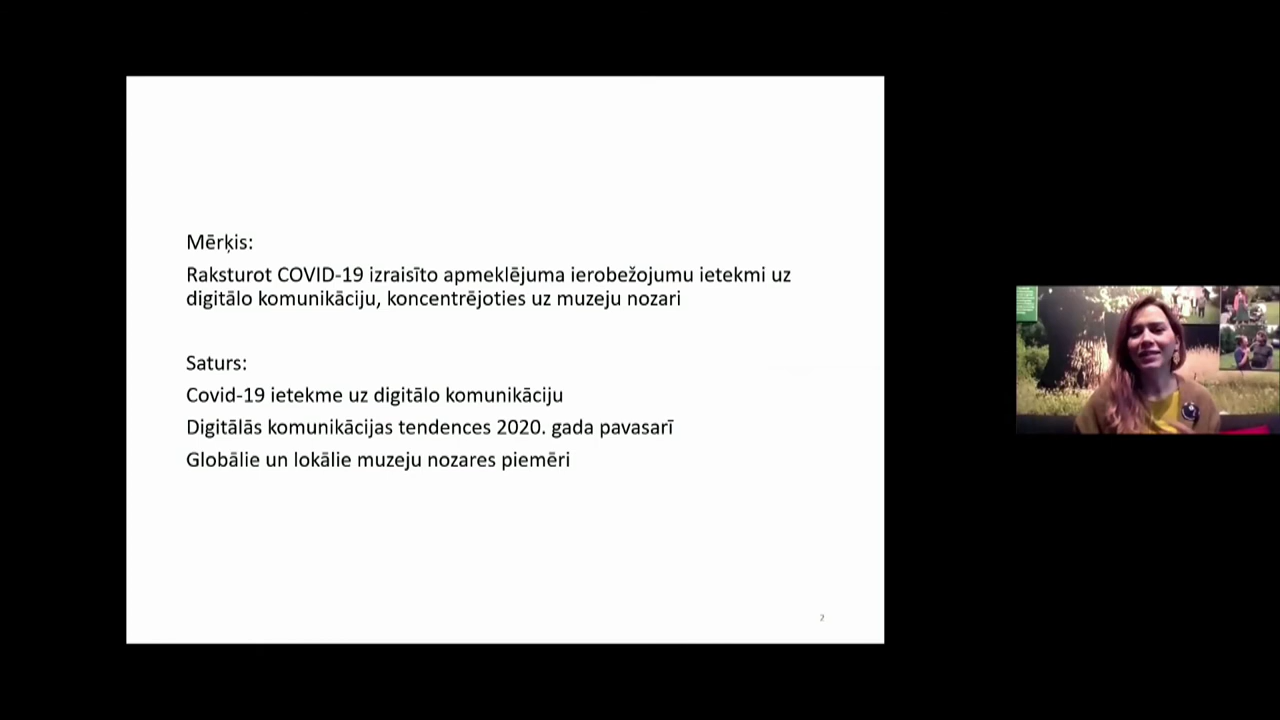 Mērķis:
Raksturot COVID-19 izraisīto apmeklējuma ierobežojumu ietekmi uz
digitālo komunikāciju, koncentrējoties uz muzeju nozari
Saturs:
Covid-19 ietekme uz digitālo komunikāciju
Digitālās komunikācijas tendences 2020. gada pavasarī
Globālie un lokālie muzeju nozares piemēri
2